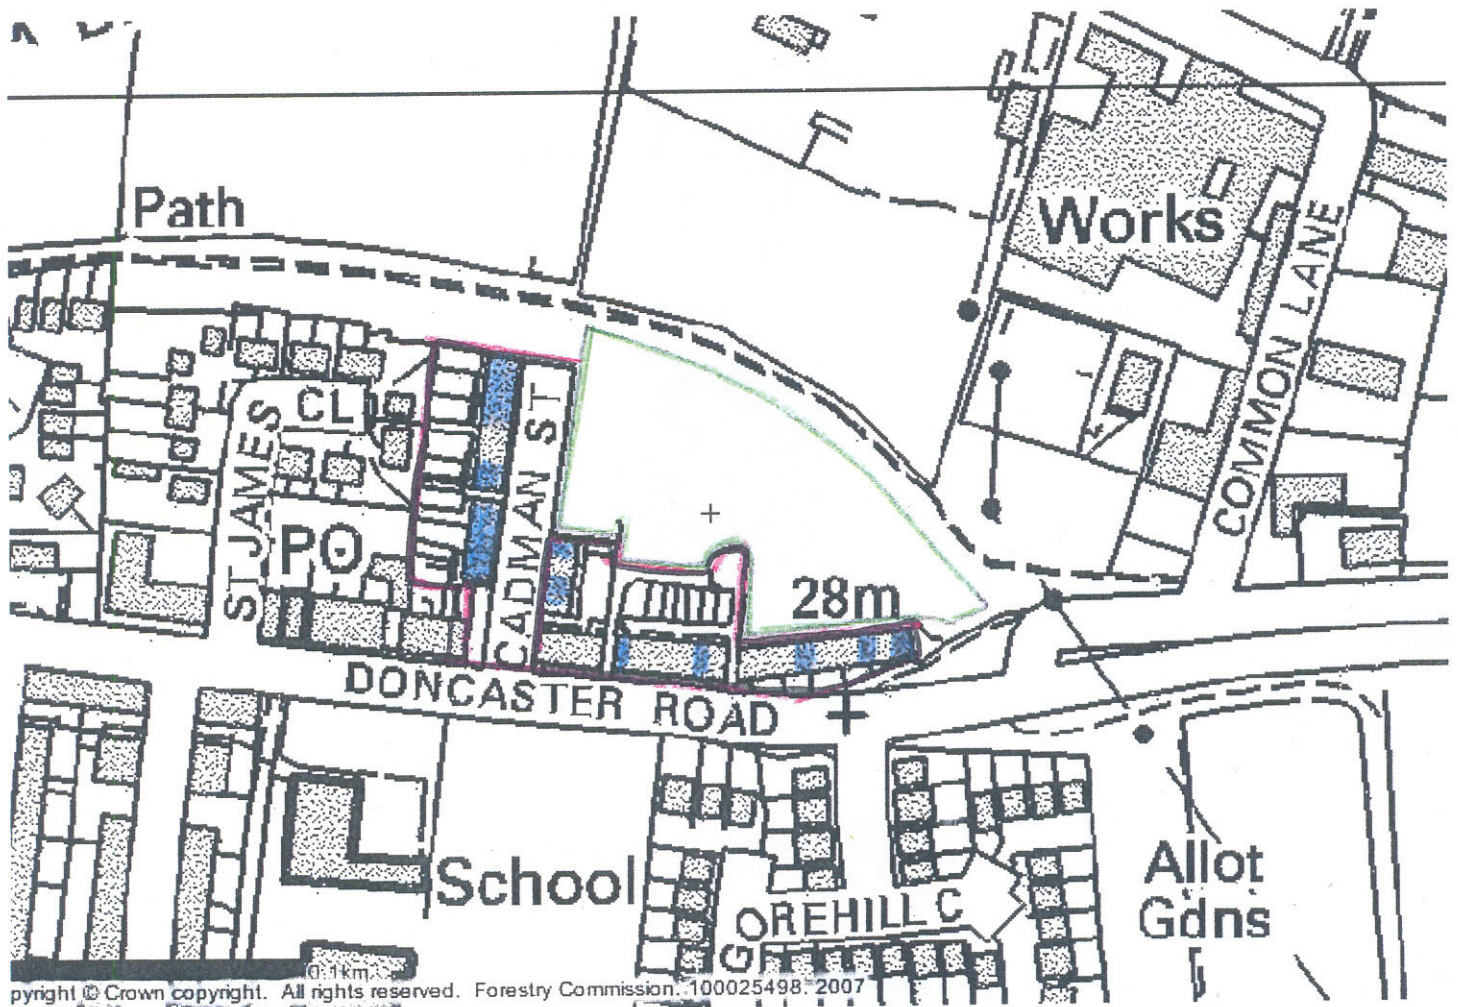 Path
Works
COMMON LANE
CL
ST JAMES
CADMAN ST
PO
28m
DONCASTER ROAD
School
GOREHILL C
Allot
Gdns
0.1km
pyright © Crown copyright. All rights reserved. Forestry Commission. 100025498. 2007